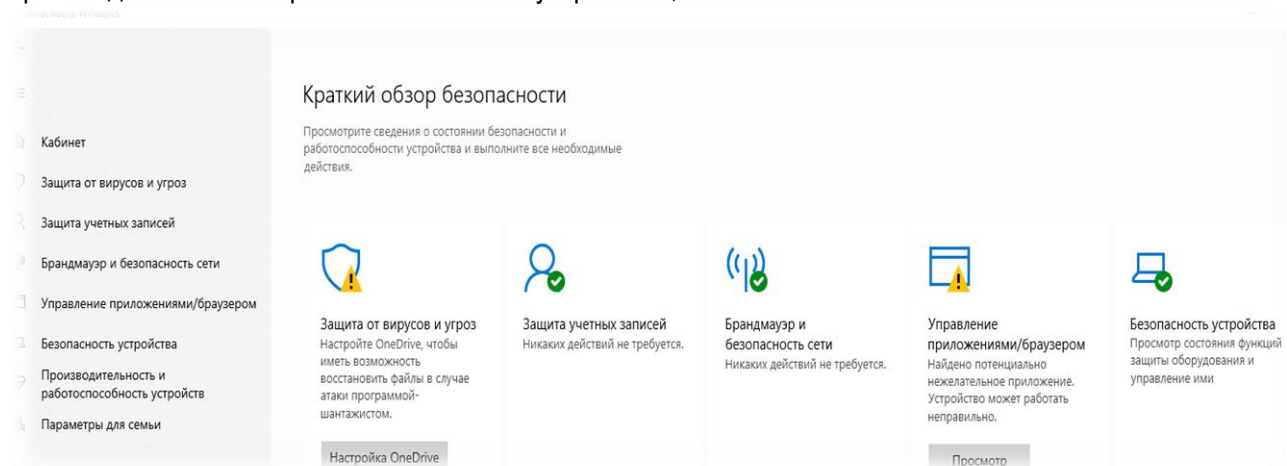 Краткий обзор безопасности
Просмотрите сведения о состоянии безопасности и
работоспособности устройства и выполните все необходимые
действия.
Кабинет
Защита от вирусов и угроз
Защита учетных записей
Брандмауэр и безопасность сети
Управление приложениями/браузером
Безопасность устройства
Производительность и
работоспособность устройств
Параметры для семьи
Защита от вирусов и угроз
Настройте OneDrive, чтобы
иметь возможность
восстановить файлы в случае
атаки программой-
шантажистом.
Настройка OneDrive
Защита учетных записей
Никаких действий не требуется.
Брандмауэр и
безопасность сети
Никаких действий не требуется.
Управление
приложениями/браузером
Найдено потенциально
нежелательное приложение.
Устройство может работать
неправильно.
Просмотр
Безопасность устройства
Просмотр состояния функций
защиты оборудования и
управление ими